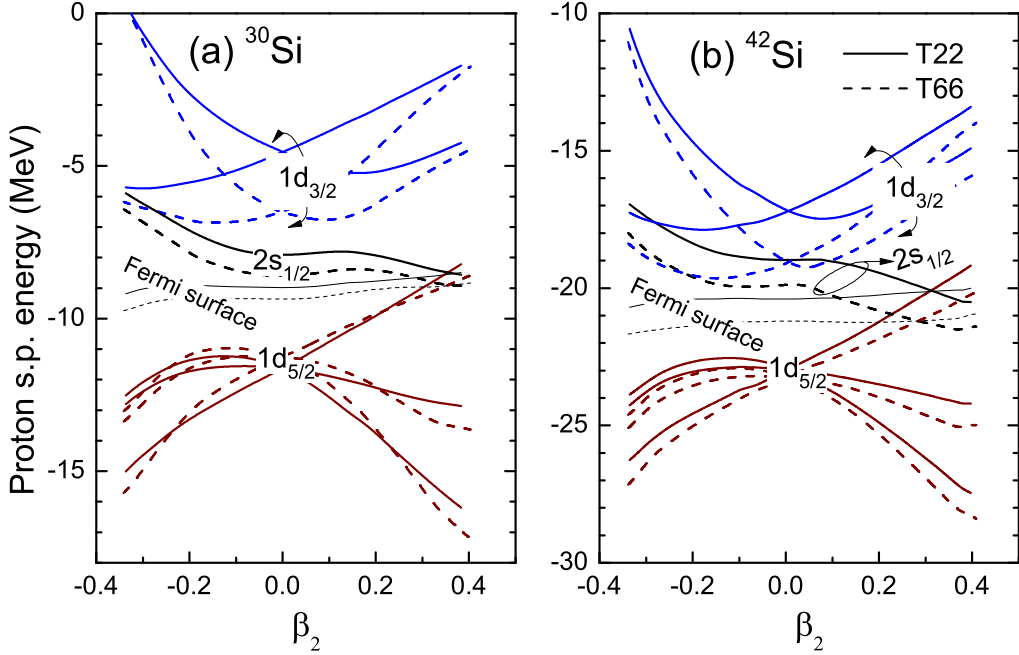 Proton s.p. energy (MeV)
0
-5
-10
-15
(a) ³⁰Si
1d3/2
2s1/2
Fermi surface
1d5/2
-0.4 -0.2 0.0 0.2 0.4
β2
-10
-15
-20
-25
-30
(b) ⁴²Si
T22
T66
1d3/2
2s1/2
Fermi surface
1d5/2
-0.4 -0.2 0.0 0.2 0.4
β2